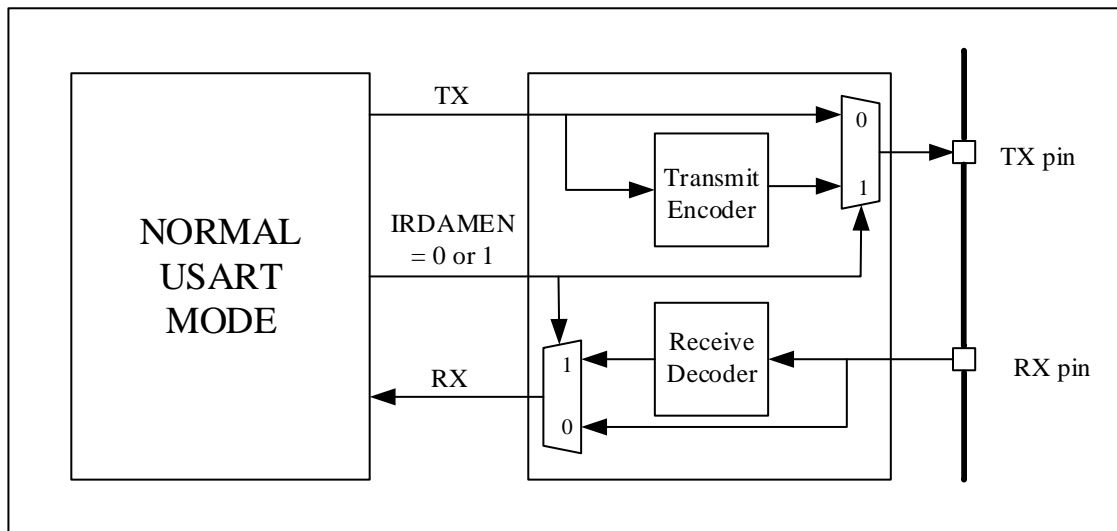 TX
0
Transmit
Encoder
1
TX pin
NORMAL
USART
MODE
IRDAMEN
= 0 or 1
Receive
Decoder
1
RX
0
RX pin